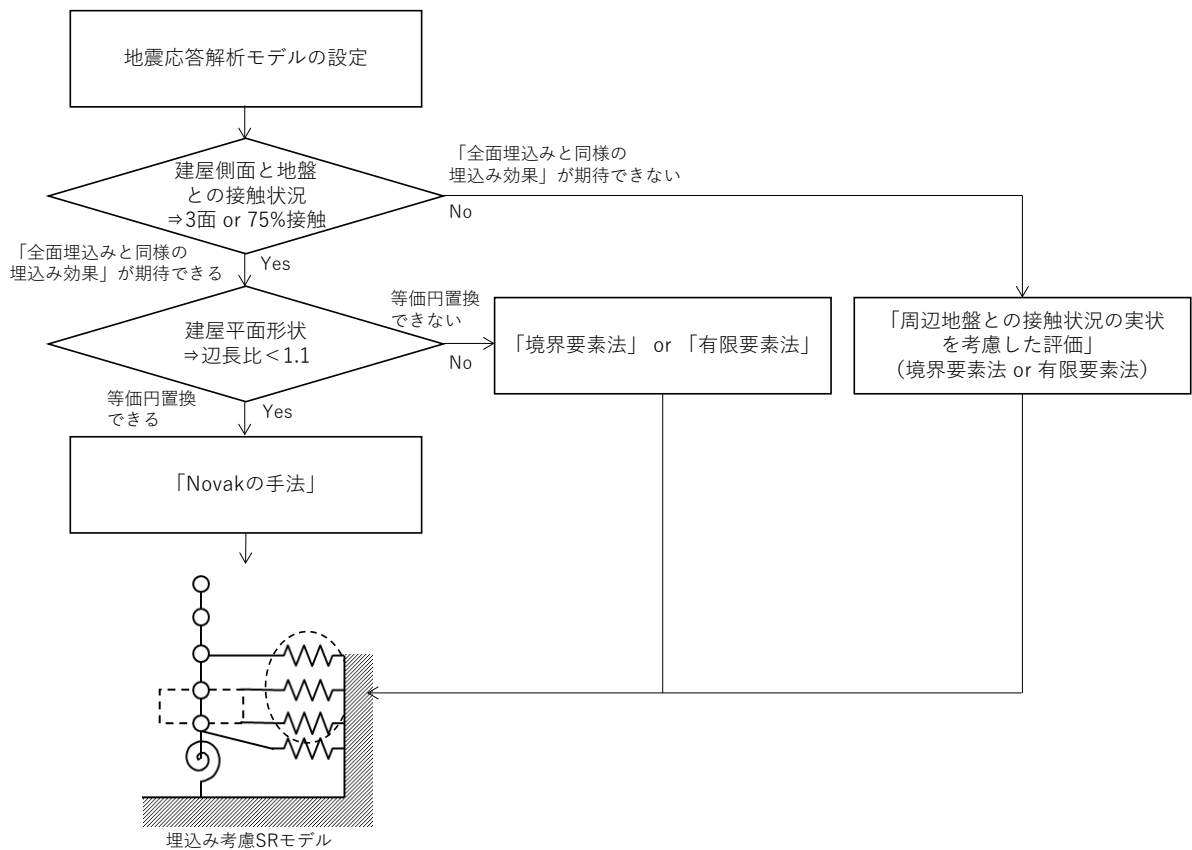 地震応答解析モデルの設定
建屋側面と地盤
との接触状況
⇒3面 or 75%接触
「全面埋込みと同様の
埋込み効果」が期待できない
No
「全面埋込みと同様の
埋込み効果」が期待できる
Yes
建屋平面形状
⇒辺長比<1.1
等価円置換
できない
No
「境界要素法」 or 「有限要素法」
「周辺地盤との接触状況の実状
を考慮した評価」
（境界要素法 or 有限要素法）
等価円置換
できる
Yes
「Novakの手法」
埋込み考慮SRモデル